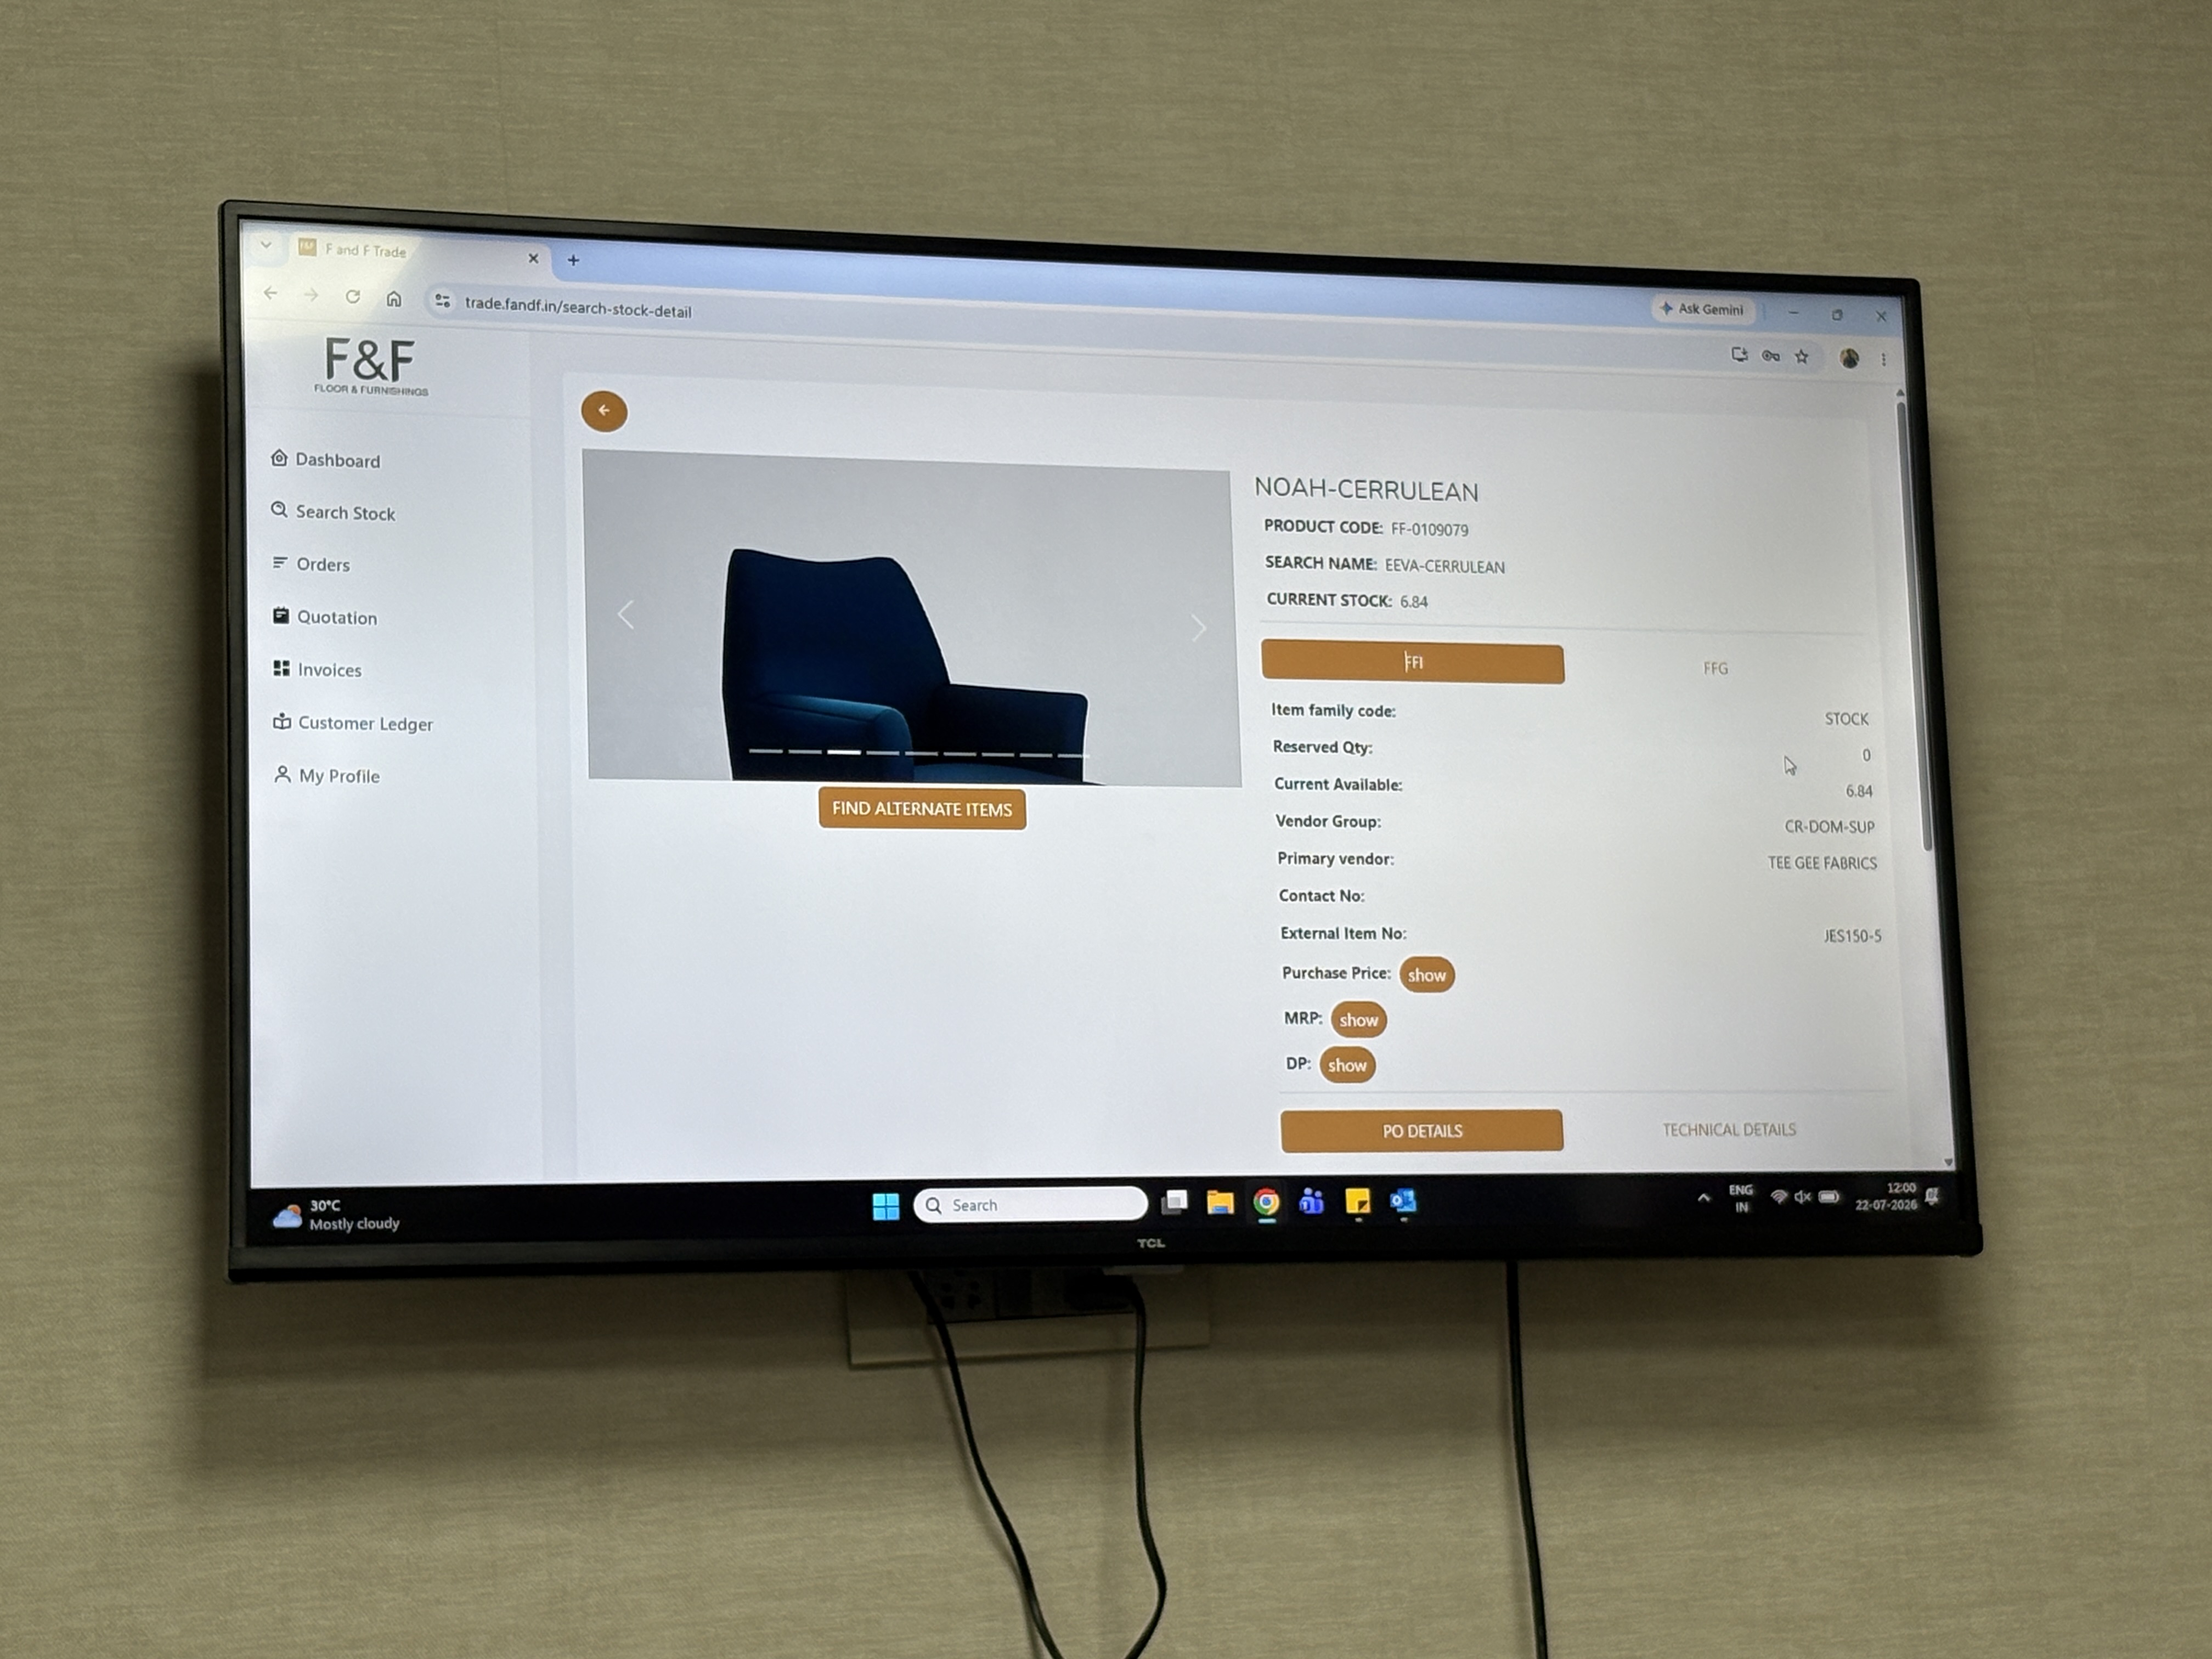 F&F F and F Trade
trade.fandf.in/search-stock-detail
Ask Gemini
F&F
FLOOR & FURNISHINGS
Dashboard
Search Stock
Orders
Quotation
Invoices
Customer Ledger
My Profile
FIND ALTERNATE ITEMS
NOAH-CERRULEAN
PRODUCT CODE: FF-0109079
SEARCH NAME: EEVA-CERRULEAN
CURRENT STOCK: 6.84
FFI FFG
Item family code: STOCK
Reserved Qty: 0
Current Available: 6.84
Vendor Group: CR-DOM-SUP
Primary vendor: TEE GEE FABRICS
Contact No:
External Item No: JES150-5
Purchase Price: show
MRP: show
DP: show
PO DETAILS TECHNICAL DETAILS
30°C
Mostly cloudy
Search
ENG
IN
12:00
22-07-2026
TCL